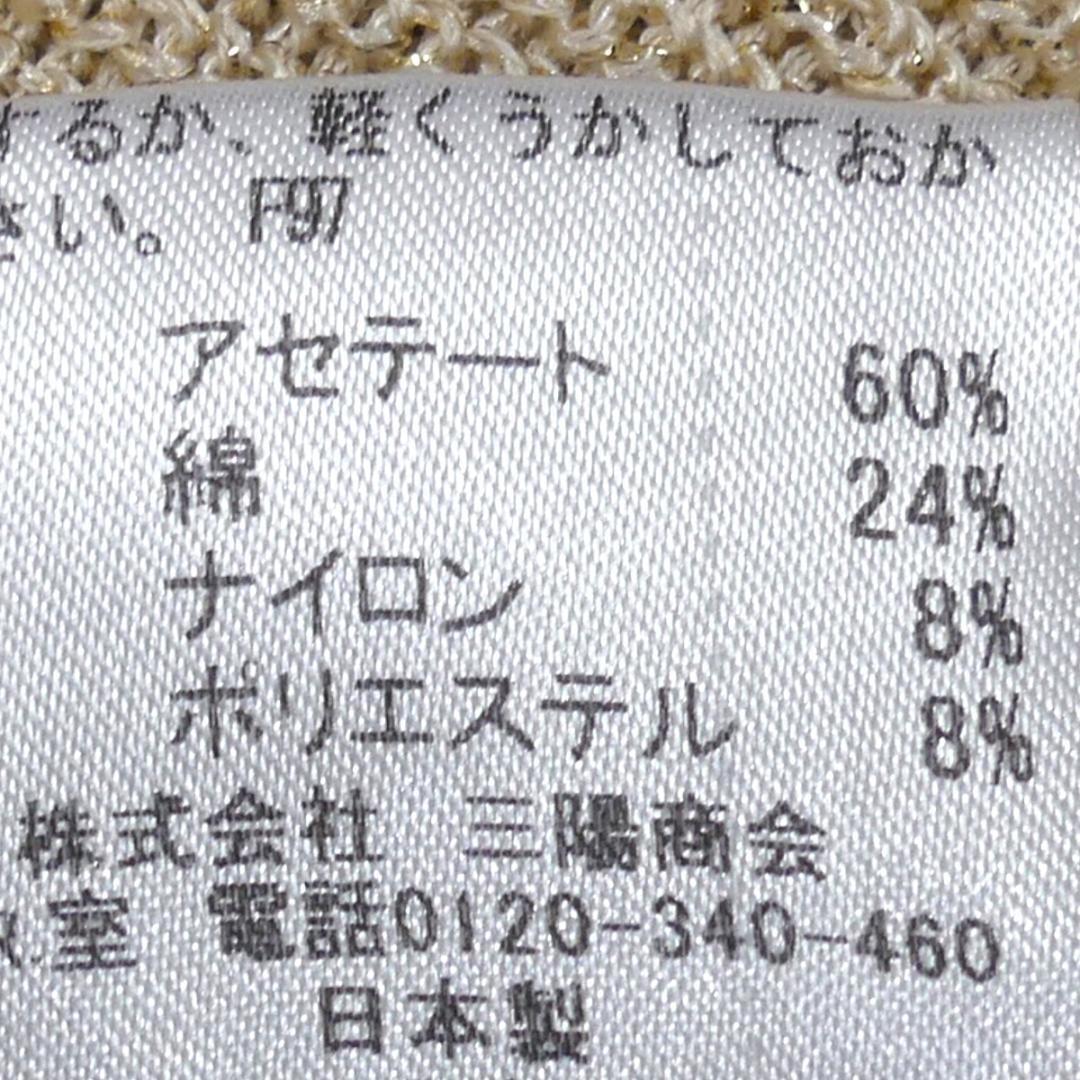 するか、軽くうかしておか
さい。 F97
アセテート 60%
綿 24%
ナイロン 8%
ポリエステル 8%
株式会社 三陽商会
室 電話0120-340-460
日本製